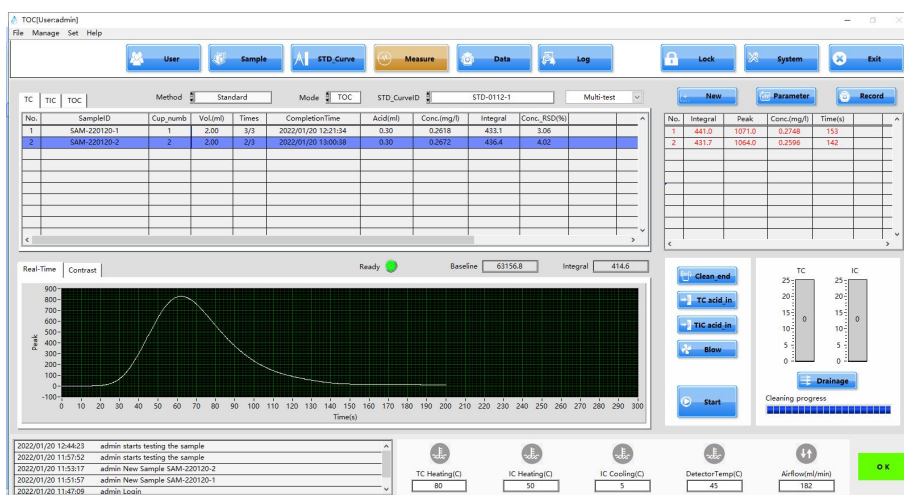 TOC[User:admin]
File Manage Set Help
User Sample STD_Curve Measure Data Log Lock System Exit
TC TIC TOC Method Standard Mode TOC STD_CurveID STD-0112-1 Multi-test New Parameter Record
No. SampleID Cup_numb Vol.(ml) Times CompletionTime Acid(ml) Conc.(mg/l) Integral Conc_RSD(%)
1 SAM-220120-1 1 2.00 3/3 2022/01/20 12:21:34 0.30 0.2618 433.1 3.06
2 SAM-220120-2 2 2.00 2/3 2022/01/20 13:00:38 0.30 0.2672 436.4 4.02
No. Integral Peak Conc.(mg/l) Time(s)
1 441.0 1071.0 0.2748 153
2 431.7 1064.0 0.2596 142
Real-Time Contrast Ready Baseline 63156.8 Integral 414.6
900
800
700
600
500
400
300
200
100
0
-100
Peak
0 10 20 30 40 50 60 70 80 90 100 110 120 130 140 150 160 170 180 190 200 210 220 230 240 250 260 270 280 290 300
Time(s)
Clean_end
TC acid_in
TIC acid_in
Blow
Start
TC IC
25 25
20 20
15 15
0 0
10 10
5 5
0 0
Drainage
Cleaning progress
2022/01/20 12:44:23 admin starts testing the sample
2022/01/20 11:57:52 admin starts testing the sample
2022/01/20 11:53:17 admin New Sample SAM-220120-2
2022/01/20 11:51:57 admin New Sample SAM-220120-1
2022/01/20 11:47:09 admin Login
TC Heating(C) IC Heating(C) IC Cooling(C) DetectorTemp(C) Airflow(ml/min)
80 50 5 45 182
OK